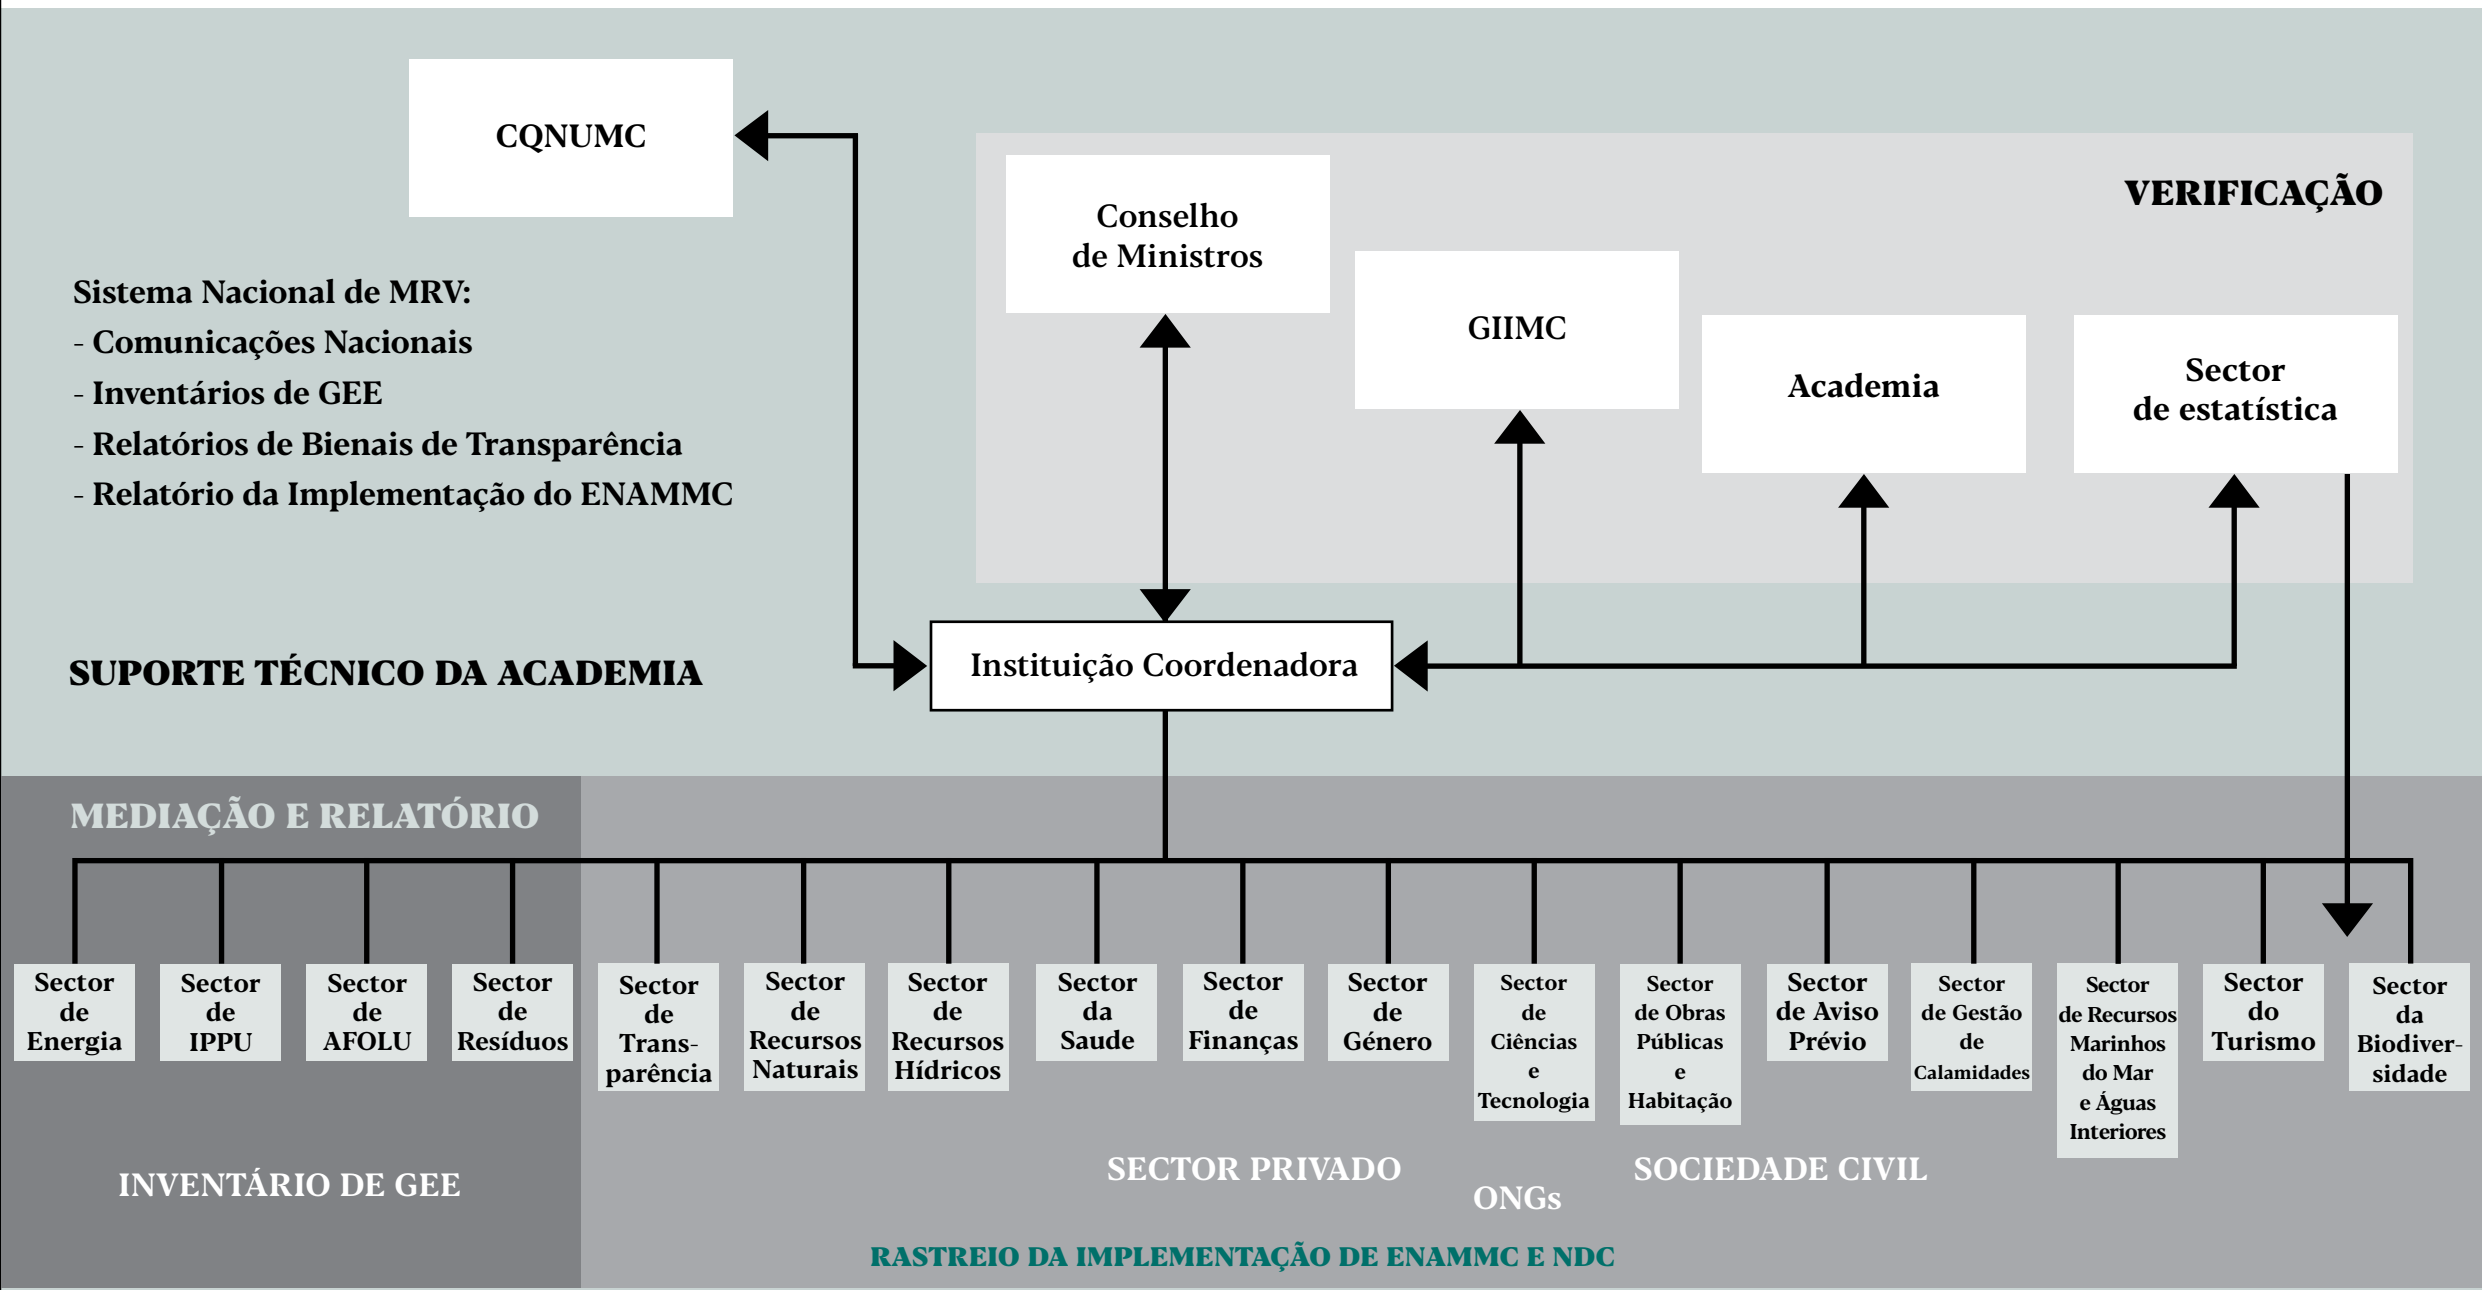 CQNUMC
VERIFICAÇÃO
Conselho
de Ministros
GIIMC
Academia
Sector
de estatística
Sistema Nacional de MRV:
- Comunicações Nacionais
- Inventários de GEE
- Relatórios de Bienais de Transparência
- Relatório da Implementação do ENAMMC
SUPORTE TÉCNICO DA ACADEMIA
Instituição Coordenadora
MEDIAÇÃO E RELATÓRIO
Sector
de
Energia
Sector
de
IPPU
Sector
de
AFOLU
Sector
de
Resíduos
Sector
de
Trans-
parência
Sector
de
Recursos
Naturais
Sector
de
Recursos
Hídricos
Sector
da
Saude
Sector
de
Finanças
Sector
de
Género
Sector
de
Ciências
e
Tecnologia
Sector
de Obras
Públicas
e
Habitação
Sector
de Aviso
Prévio
Sector
de Gestão
de
Calamidades
Sector
de Recursos
Marinhos
do Mar
e Águas
Interiores
Sector
do
Turismo
Sector
da
Biodiver-
sidade
INVENTÁRIO DE GEE
SECTOR PRIVADO
ONGs
SOCIEDADE CIVIL
RASTREIO DA IMPLEMENTAÇÃO DE ENAMMC E NDC